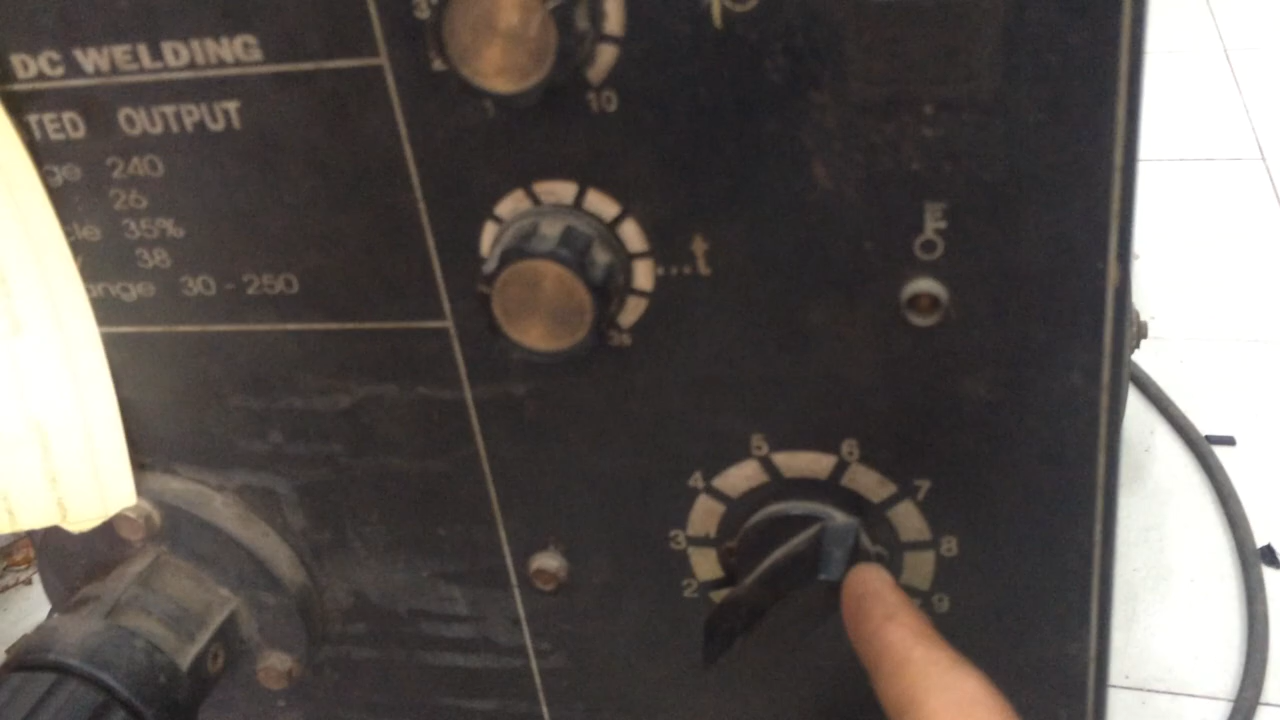 DC WELDING
TED OUTPUT
ge 240
26
cle 35%
38
ange 30-250
10
...t
5
6
4
7
3
8
2
9